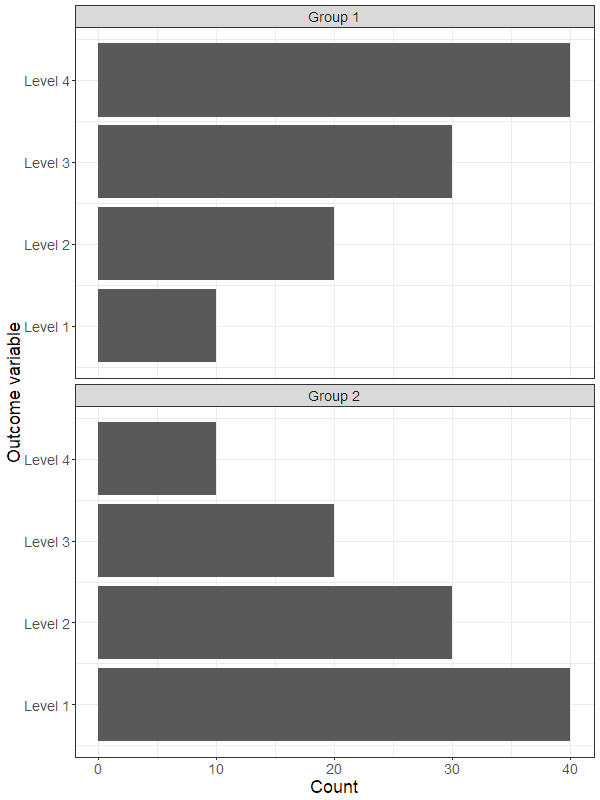 Group 1
Level 4
Level 3
Level 2
Level 1
Outcome variable
Group 2
Level 4
Level 3
Level 2
Level 1
0 10 20 30 40
Count